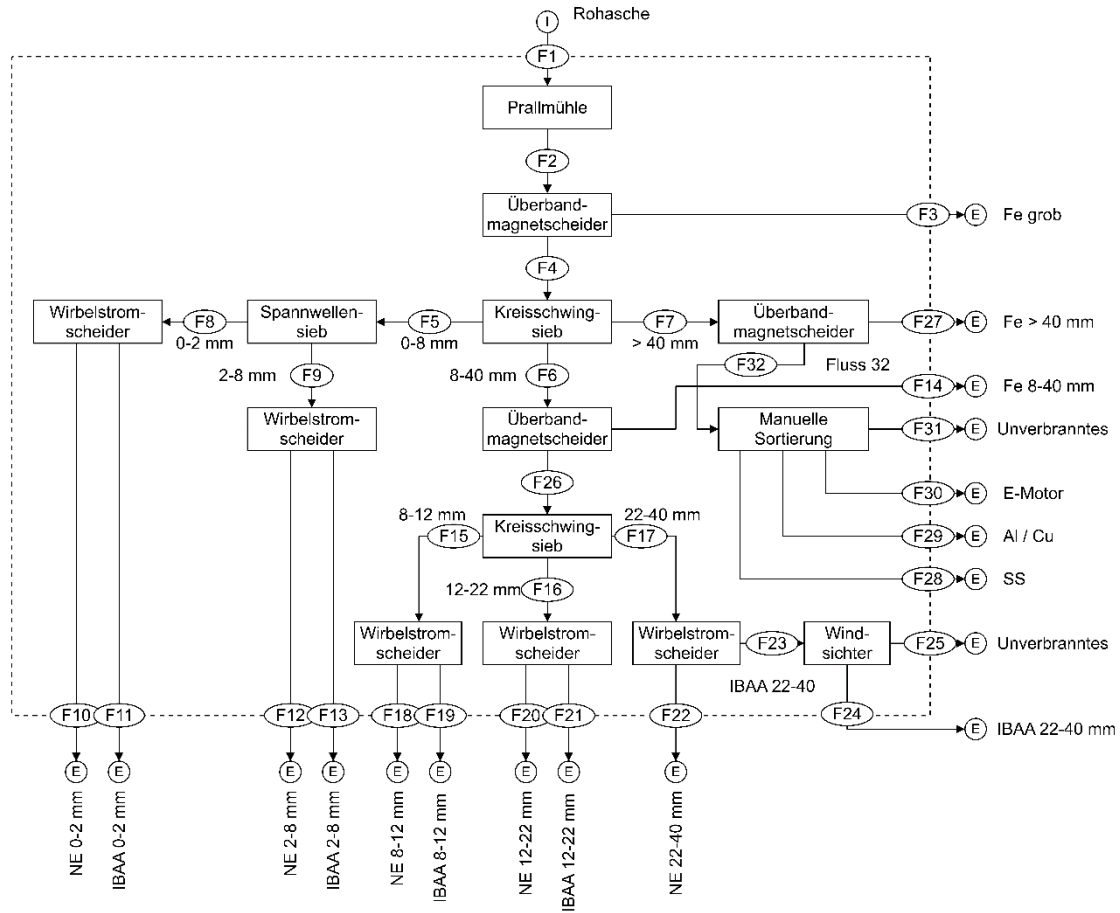 I
Rohasche
F1
Prallmühle
F2
Überband-
magnetscheider
F3
E
Fe grob
F4
Wirbelstrom-
scheider
F8
0-2 mm
Spannwellen-
sieb
F5
0-8 mm
Kreisschwing-
sieb
F7
> 40 mm
Überband-
magnetscheider
F27
E
Fe > 40 mm
2-8 mm
F9
8-40 mm
F6
F32
Fluss 32
F14
E
Fe 8-40 mm
Wirbelstrom-
scheider
Überband-
magnetscheider
Manuelle
Sortierung
F31
E
Unverbranntes
F26
F30
E
E-Motor
8-12 mm
F15
Kreisschwing-
sieb
22-40 mm
F17
F29
E
Al / Cu
12-22 mm
F16
F28
E
SS
Wirbelstrom-
scheider
Wirbelstrom-
scheider
Wirbelstrom-
scheider
F23
Wind-
sichter
F25
E
Unverbranntes
IBAA 22-40
F10
F11
F12
F13
F18
F19
F20
F21
F22
F24
E
IBAA 22-40 mm
E
E
E
E
E
E
E
E
E
NE 0-2 mm
IBAA 0-2 mm
NE 2-8 mm
IBAA 2-8 mm
NE 8-12 mm
IBAA 8-12 mm
NE 12-22 mm
IBAA 12-22 mm
NE 22-40 mm